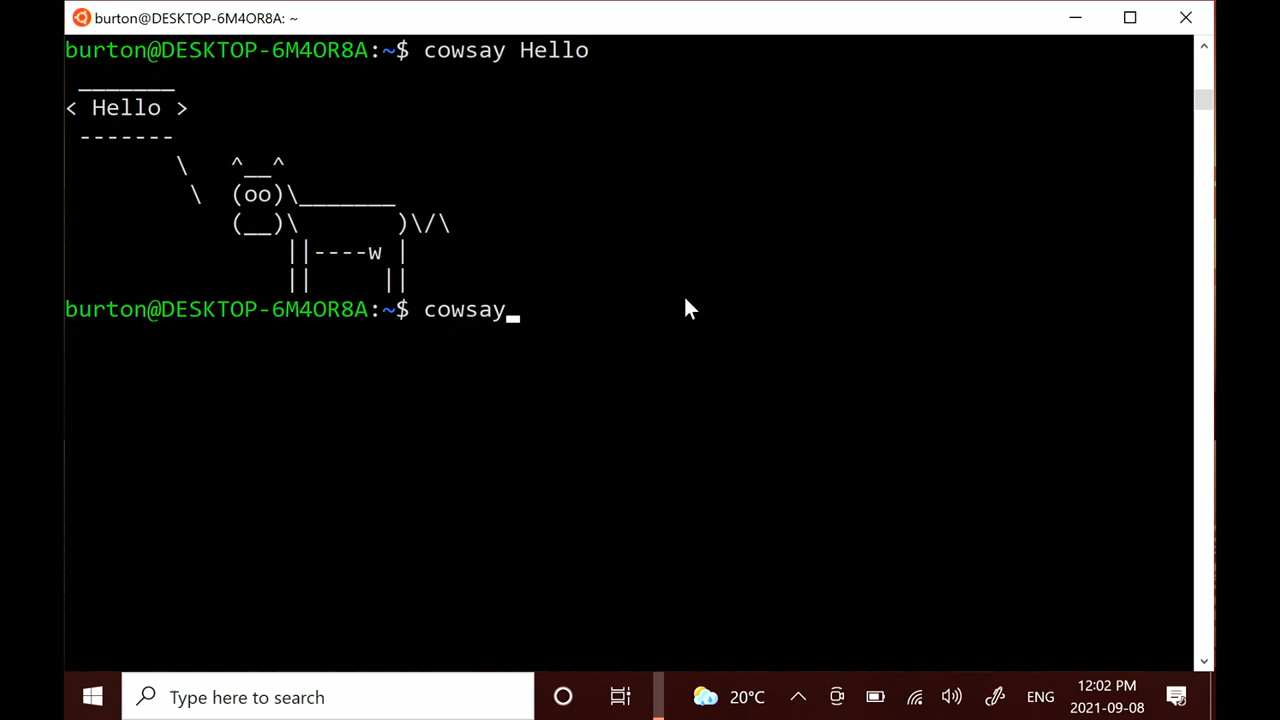 burton@DESKTOP-6M4OR8A: ~
burton@DESKTOP-6M4OR8A:~$ cowsay Hello
 _______
< Hello >
 -------
        \   ^__^
         \  (oo)\_______
            (__)\       )\/\
                ||----w |
                ||     ||
burton@DESKTOP-6M4OR8A:~$ cowsay
Type here to search
20°C
ENG
12:02 PM
2021-09-08